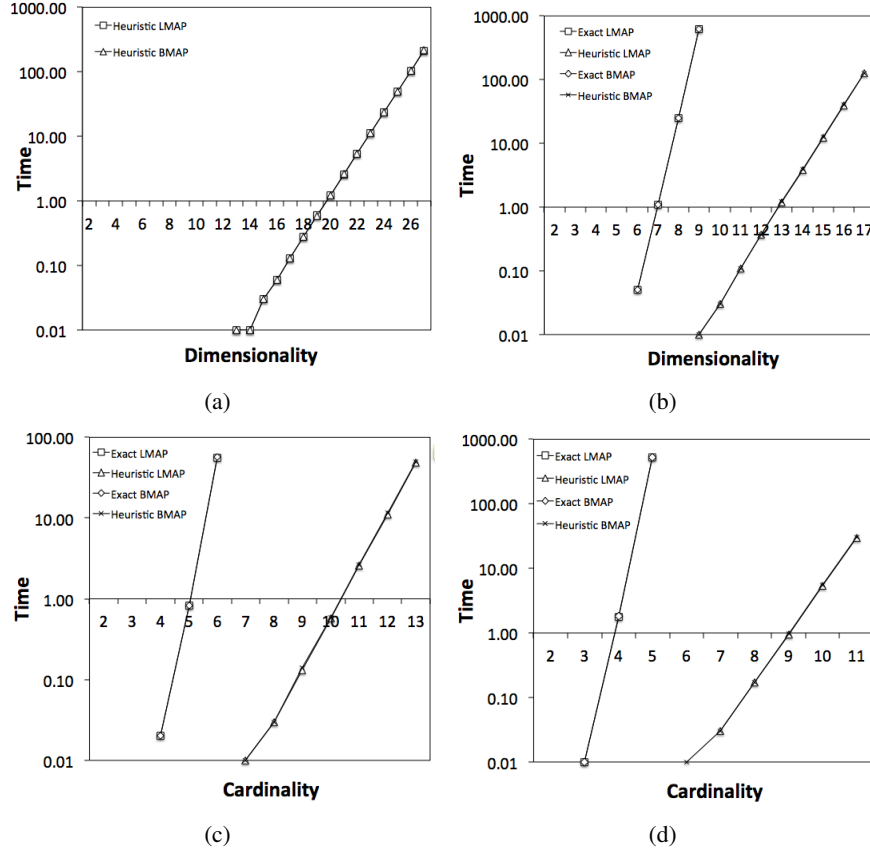 1000.00
Heuristic LMAP
Heuristic BMAP
100.00
10.00
Time
1.00
2 4 6 8 10 12 14 16 18 20 22 24 26
0.10
0.01
Dimensionality
(a)
1000.00
Exact LMAP
Heuristic LMAP
Exact BMAP
Heuristic BMAP
100.00
10.00
Time
1.00
2 3 4 5 6 7 8 9 10 11 12 13 14 15 16 17
0.10
0.01
Dimensionality
(b)
100.00
Exact LMAP
Heuristic LMAP
Exact BMAP
Heuristic BMAP
10.00
Time
1.00
2 3 4 5 6 7 8 9 10 11 12 13
0.10
0.01
Cardinality
(c)
1000.00
Exact LMAP
Heuristic LMAP
Exact BMAP
Heuristic BMAP
100.00
10.00
Time
1.00
2 3 4 5 6 7 8 9 10 11
0.10
0.01
Cardinality
(d)